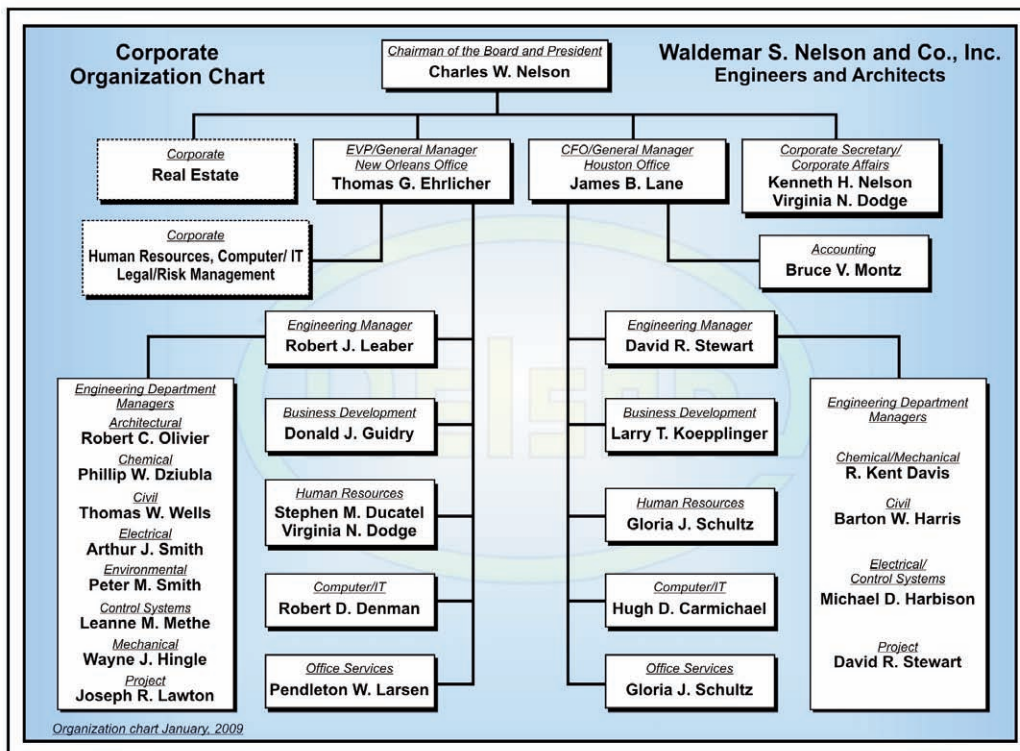 Corporate
Organization Chart
Chairman of the Board and President
Charles W. Nelson
Waldemar S. Nelson and Co., Inc.
Engineers and Architects
Corporate
Real Estate
EVP/General Manager
New Orleans Office
Thomas G. Ehrlicher
CFO/General Manager
Houston Office
James B. Lane
Corporate Secretary/
Corporate Affairs
Kenneth H. Nelson
Virginia N. Dodge
Corporate
Human Resources, Computer/ IT
Legal/Risk Management
Accounting
Bruce V. Montz
Engineering Manager
Robert J. Leaber
Engineering Manager
David R. Stewart
Engineering Department
Managers
Architectural
Robert C. Olivier
Chemical
Phillip W. Dziubla
Civil
Thomas W. Wells
Electrical
Arthur J. Smith
Environmental
Peter M. Smith
Control Systems
Leanne M. Methe
Mechanical
Wayne J. Hingle
Project
Joseph R. Lawton
Business Development
Donald J. Guidry
Human Resources
Stephen M. Ducatel
Virginia N. Dodge
Computer/IT
Robert D. Denman
Office Services
Pendleton W. Larsen
Business Development
Larry T. Koepplinger
Human Resources
Gloria J. Schultz
Computer/IT
Hugh D. Carmichael
Office Services
Gloria J. Schultz
Engineering Department
Managers
Chemical/Mechanical
R. Kent Davis
Civil
Barton W. Harris
Electrical/
Control Systems
Michael D. Harbison
Project
David R. Stewart
Organization chart January, 2009